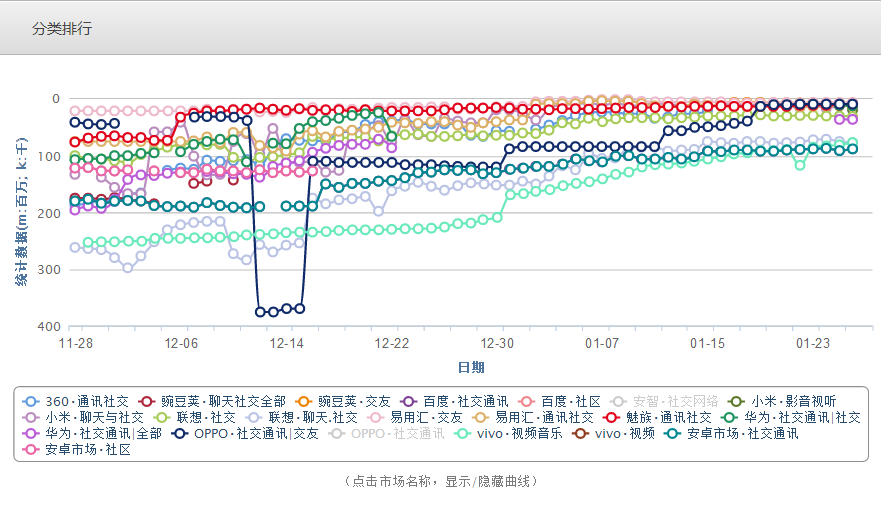 分类排行
0
100
200
300
400
统计数据(m:百万; k:千)
11-28 12-06 12-14 12-22 12-30 01-07 01-15 01-23
日期
360·通讯社交 豌豆荚·聊天社交全部 豌豆荚·交友 百度·社交通讯 百度·社区 安智·社交网络 小米·影音视听
小米·聊天与社交 联想·社交 联想·聊天.社交 易用汇·交友 易用汇·通讯社交 魅族·通讯社交 华为·社交通讯|社交
华为·社交通讯|全部 OPPO·社交通讯|交友 OPPO·社交通讯 vivo·视频音乐 vivo·视频 安卓市场·社交通讯
安卓市场·社区
（点击市场名称，显示/隐藏曲线）